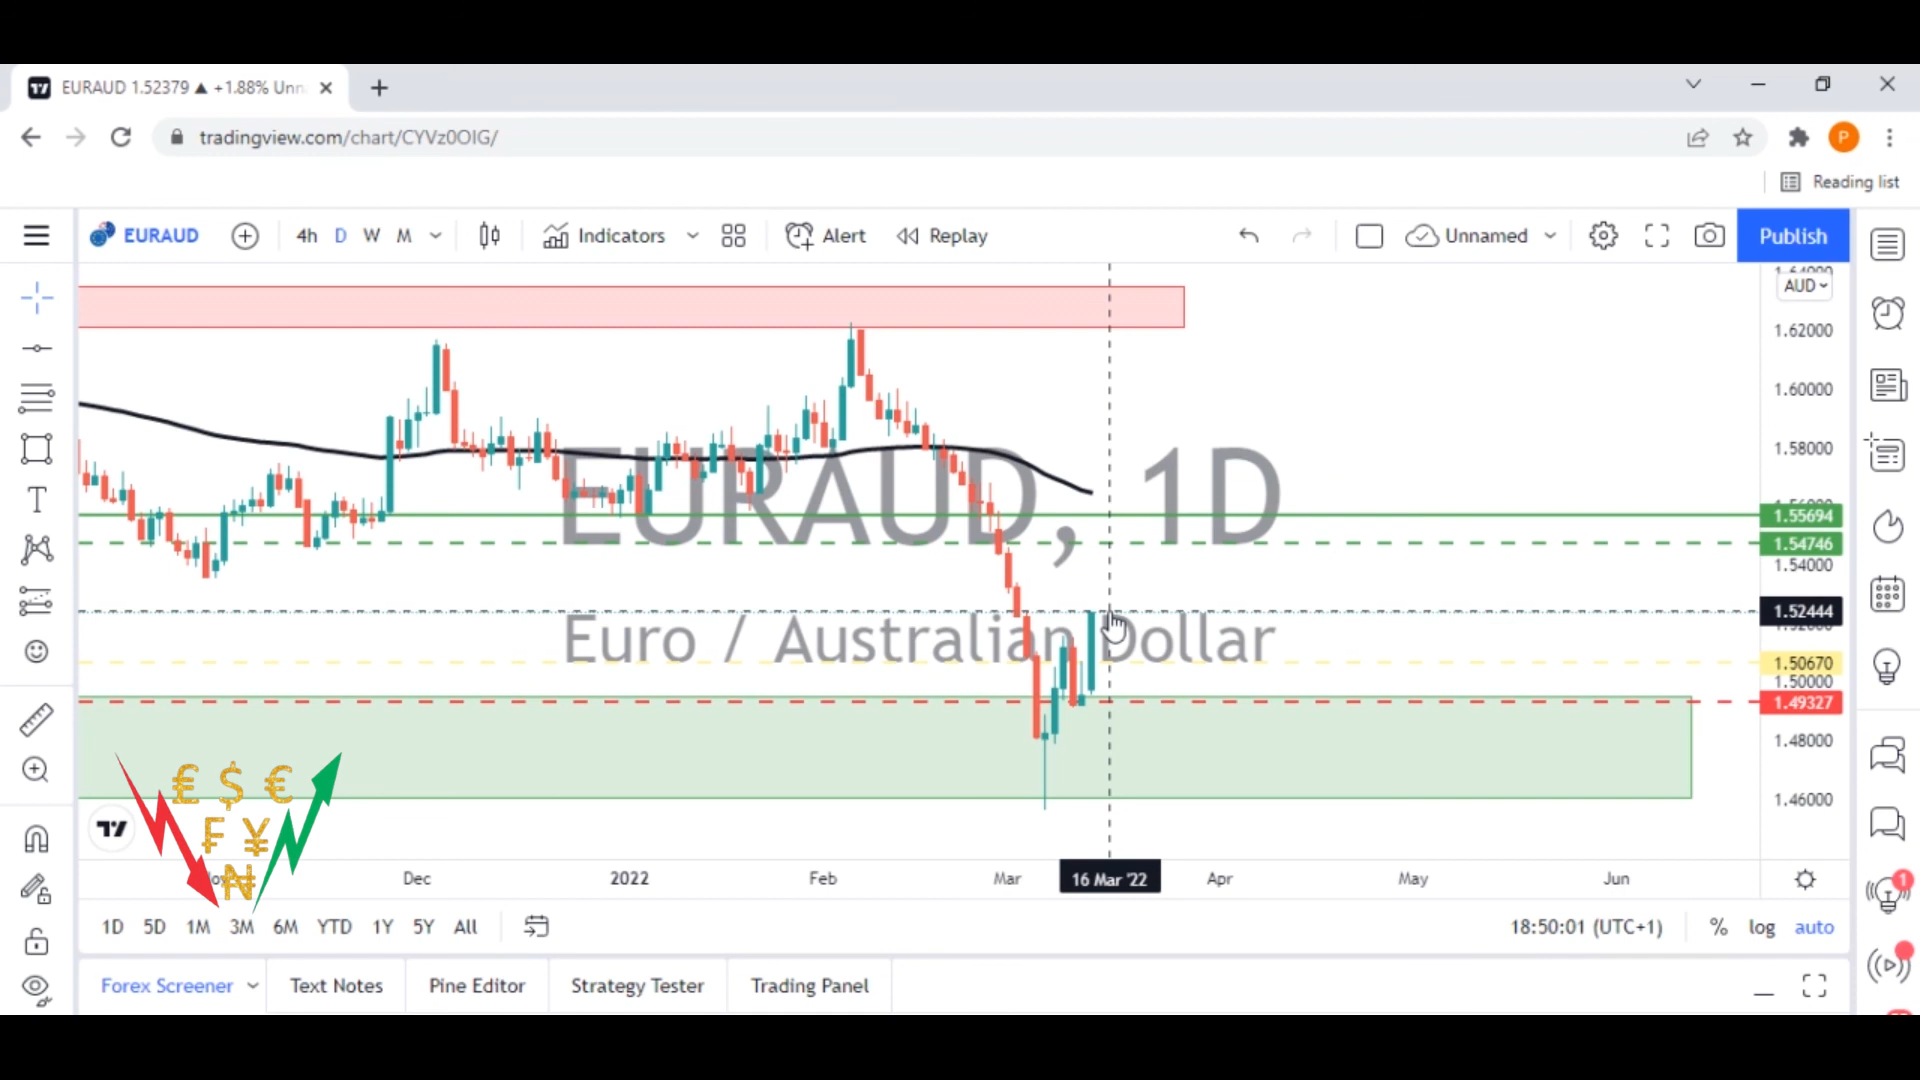 EURAUD 1.52379 ▲ +1.88% Unn
tradingview.com/chart/CYVz0OIG/
P
Reading list
EURAUD 4h D W M Indicators Alert Replay Unnamed Publish
AUD
1.62000
1.60000
1.58000
EURAUD, 1D
1.55694
1.54746
1.54000
1.52444
Euro / Australian Dollar
1.50670
1.50000
1.49327
1.48000
1.46000
£ $ €
₣ ¥
₦
Dec 2022 Feb Mar 16 Mar '22 Apr May Jun
1D 5D 1M 3M 6M YTD 1Y 5Y All 18:50:01 (UTC+1) % log auto
1
Forex Screener Text Notes Pine Editor Strategy Tester Trading Panel